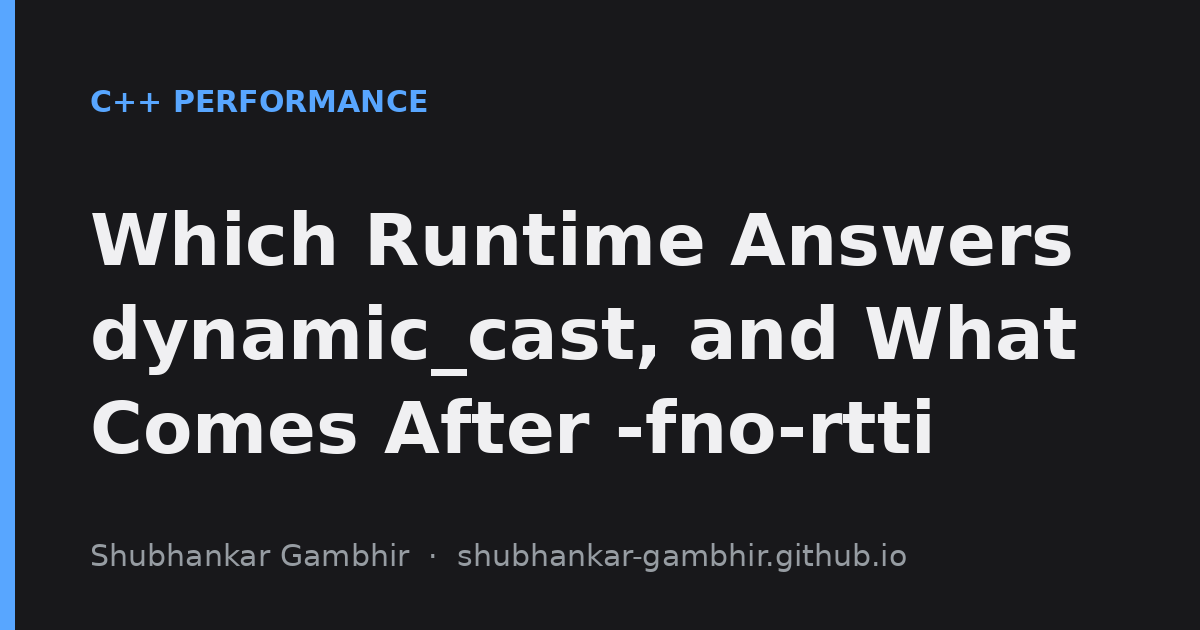 C++ PERFORMANCE
Which Runtime Answers
dynamic_cast, and What
Comes After -fno-rtti
Shubhankar Gambhir · shubhankar-gambhir.github.io